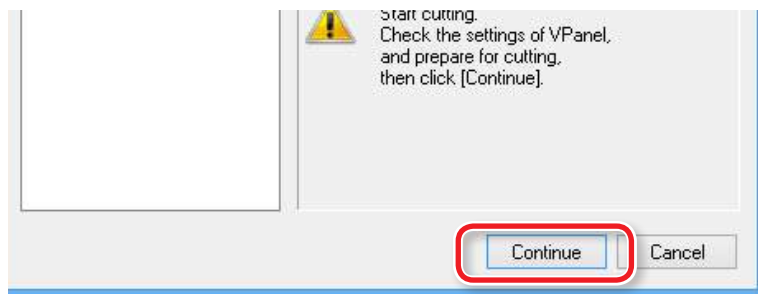 Start cutting.
Check the settings of VPanel,
and prepare for cutting,
then click [Continue].
Continue
Cancel